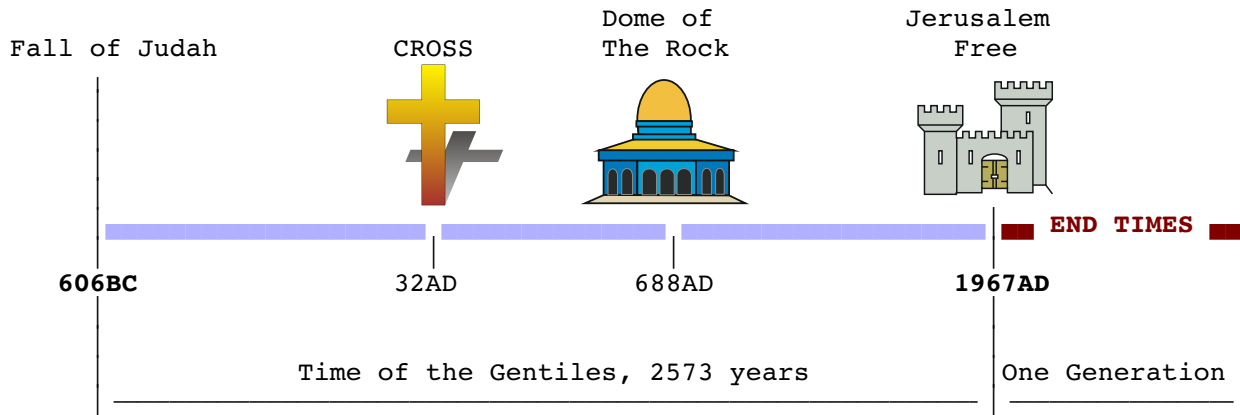 Dome of
Jerusalem
Fall of Judah
CROSS
The Rock
Free
END TIMES
606BC
32AD
688AD
1967AD
Time of the Gentiles, 2573 years
One Generation